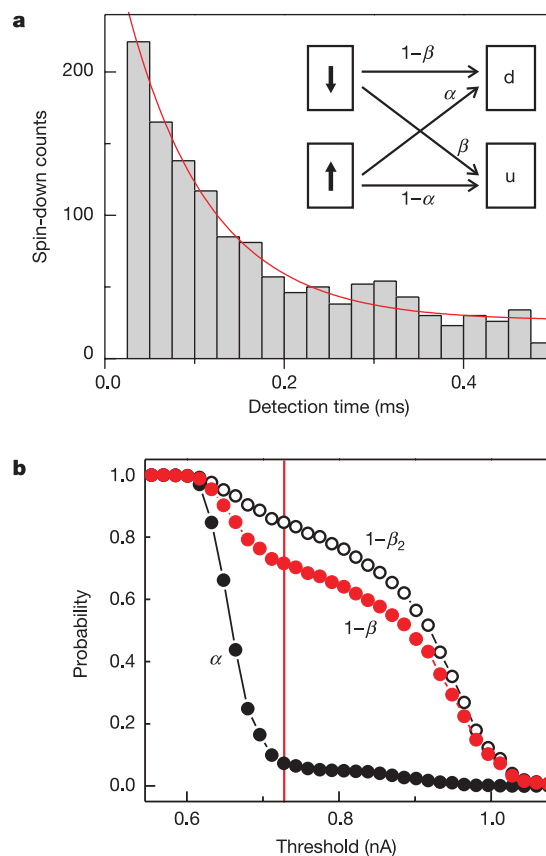 a
200
100
0
Spin-down counts
0.0
0.2
0.4
Detection time (ms)
1–β
α
β
1–α
d
u
b
1.0
0.8
0.6
0.4
0.2
0.0
Probability
1–β₂
1–β
α
0.6
0.8
1.0
Threshold (nA)